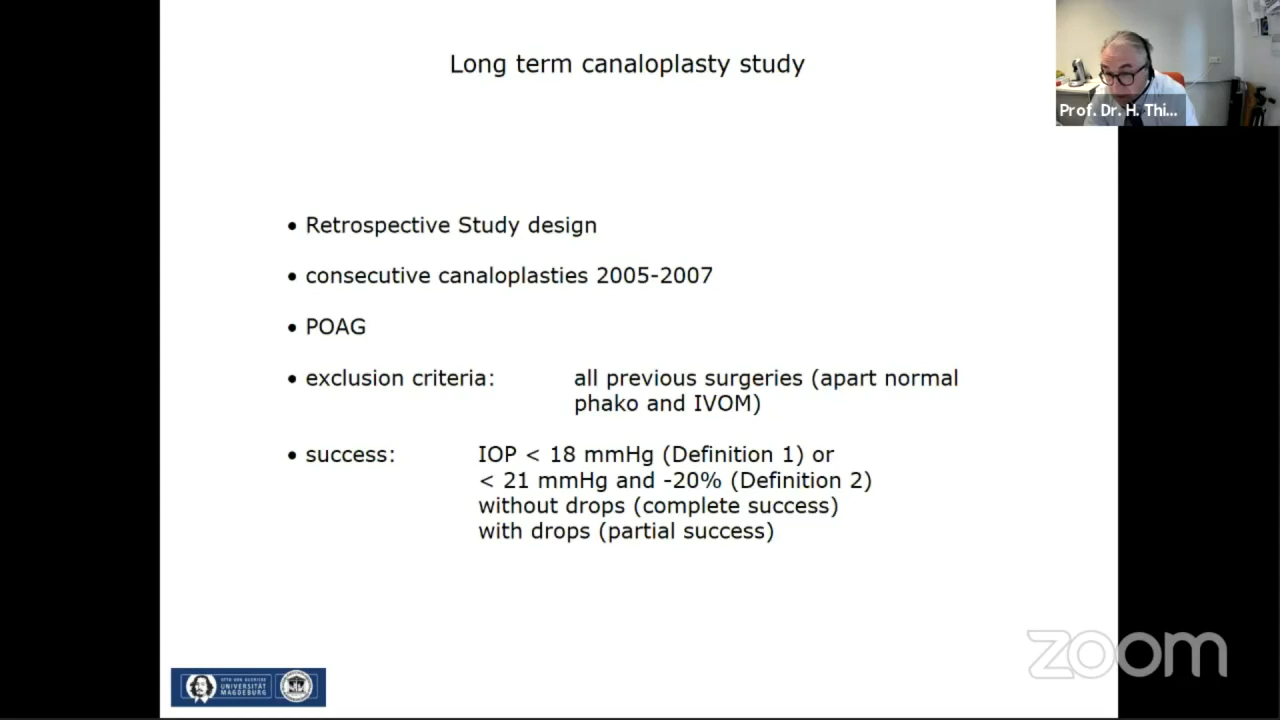 Long term canaloplasty study
Prof. Dr. H. Thi...
• Retrospective Study design
• consecutive canaloplasties 2005-2007
• POAG
• exclusion criteria: all previous surgeries (apart normal
phako and IVOM)
• success: IOP < 18 mmHg (Definition 1) or
< 21 mmHg and -20% (Definition 2)
without drops (complete success)
with drops (partial success)
zoom
OTTO VON GUERICKE
UNIVERSITÄT
MAGDEBURG